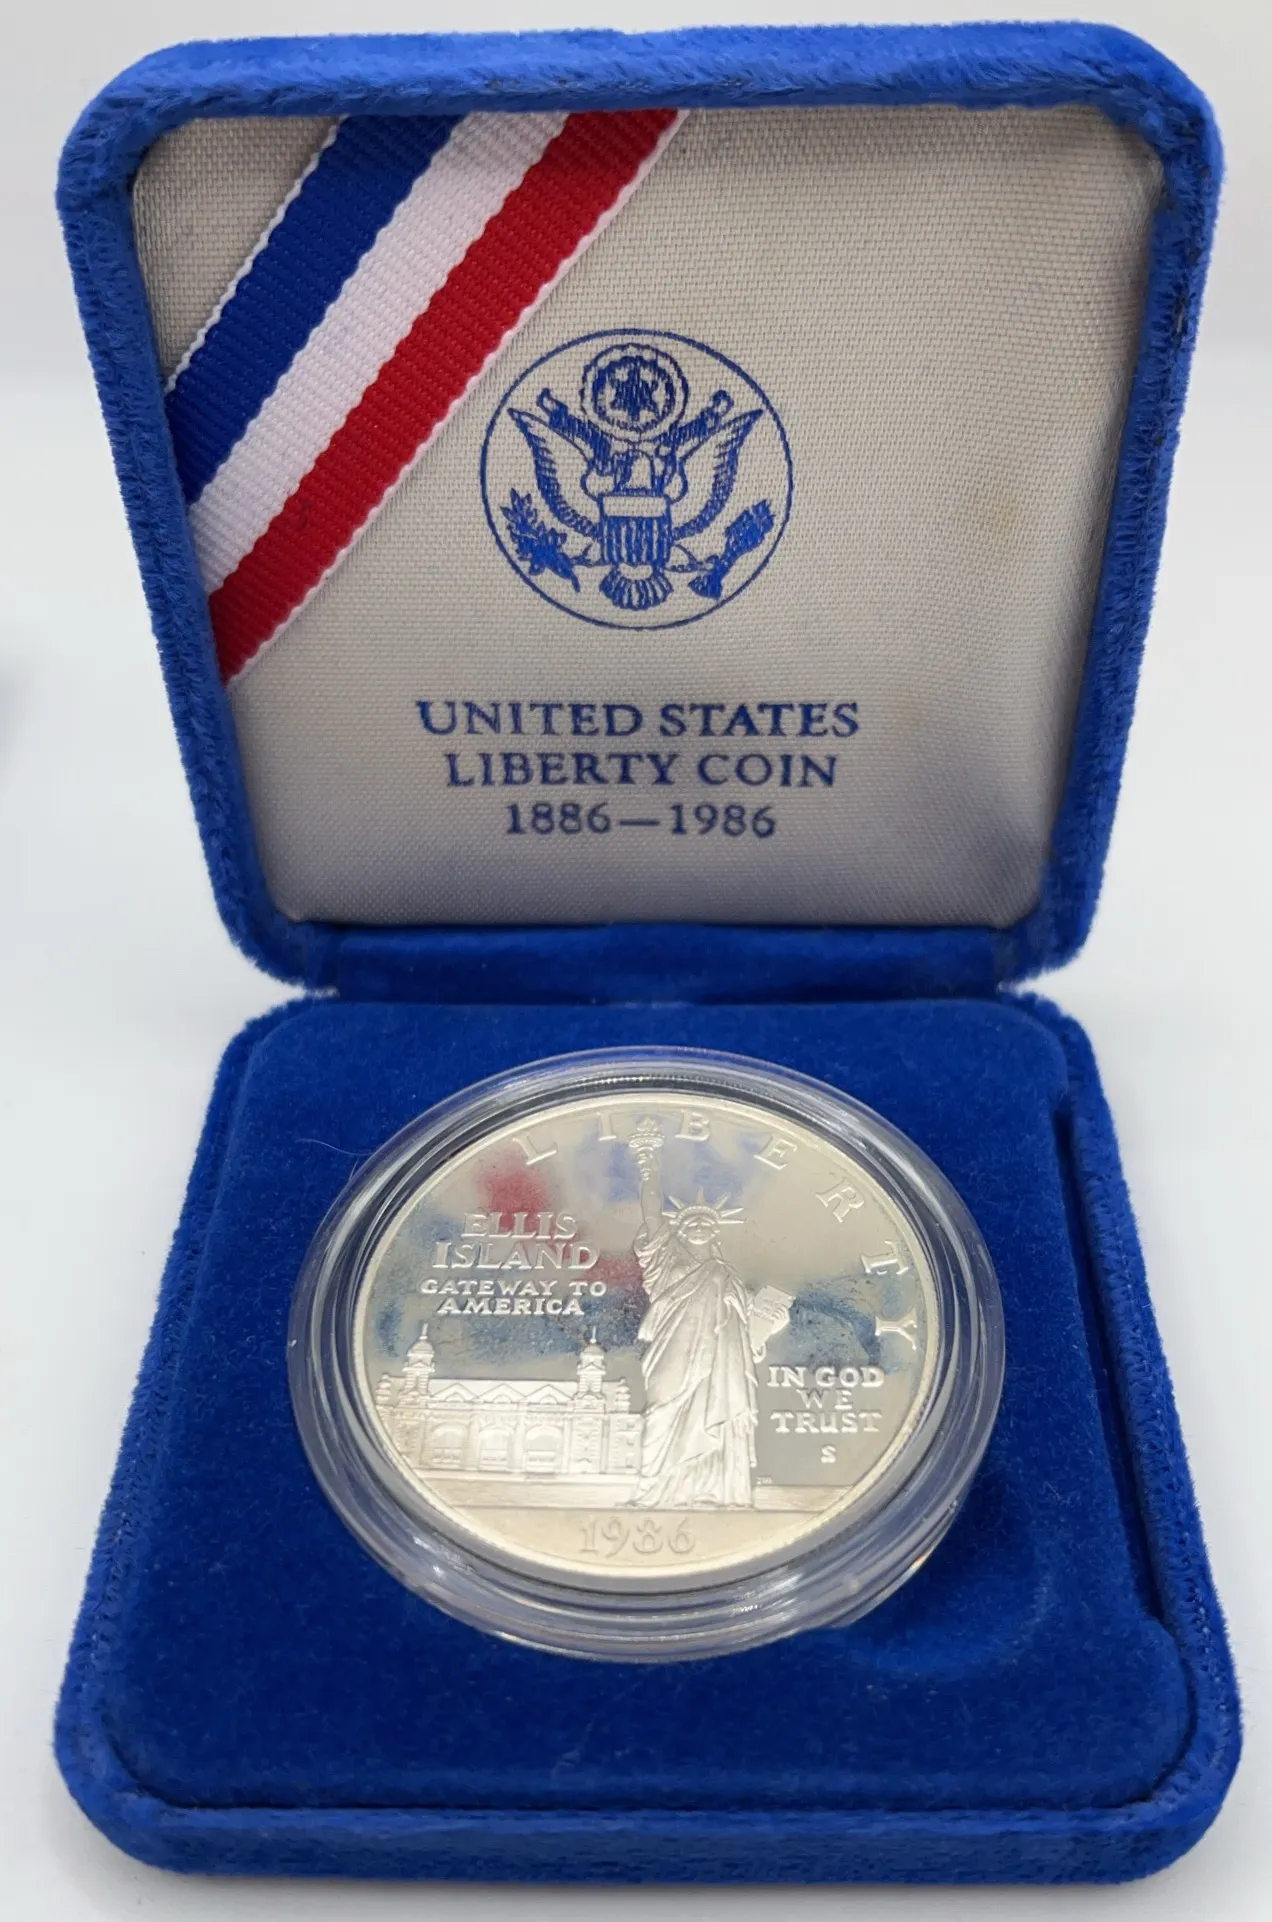 UNITED STATES
LIBERTY COIN
1886—1986
LIBERTY
ELLIS
ISLAND
GATEWAY TO
AMERICA
IN GOD
WE
TRUST
S
1986